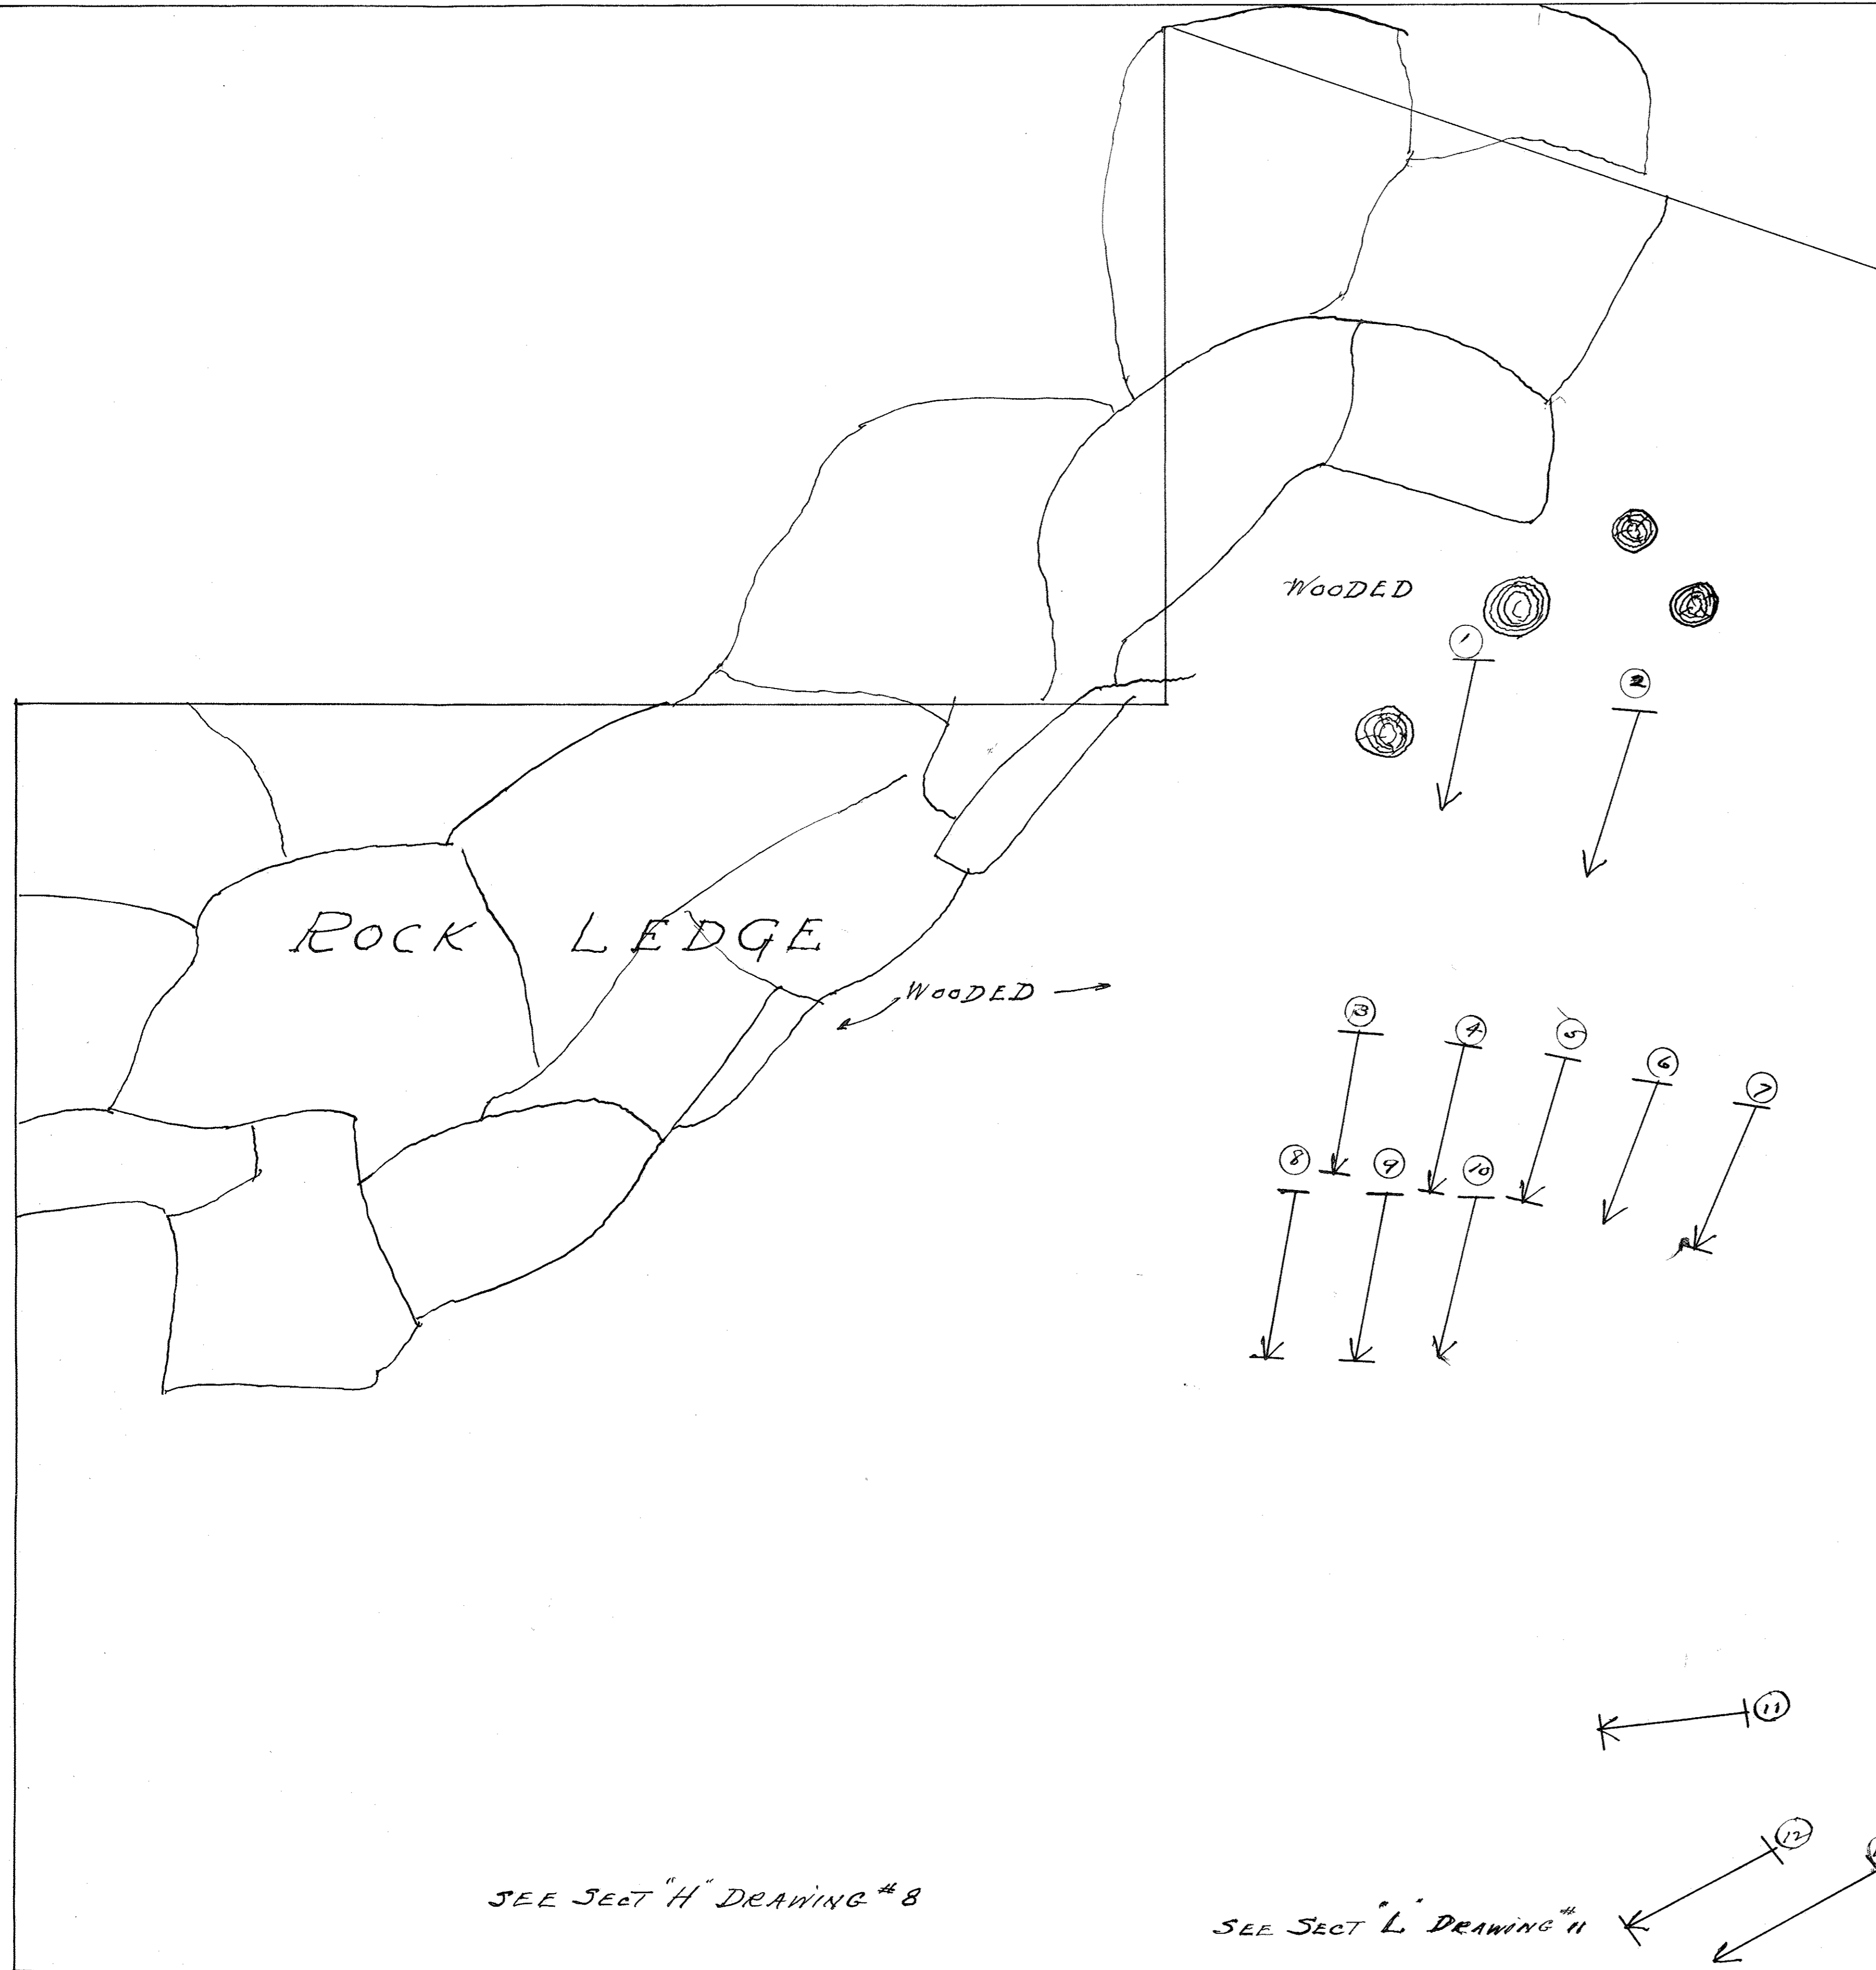 WOODED
1
2
ROCK LEDGE
WOODED
3
4
5
6
7
8
9
10
11
12
SEE SECT "H" DRAWING #8
SEE SECT "L" DRAWING #11